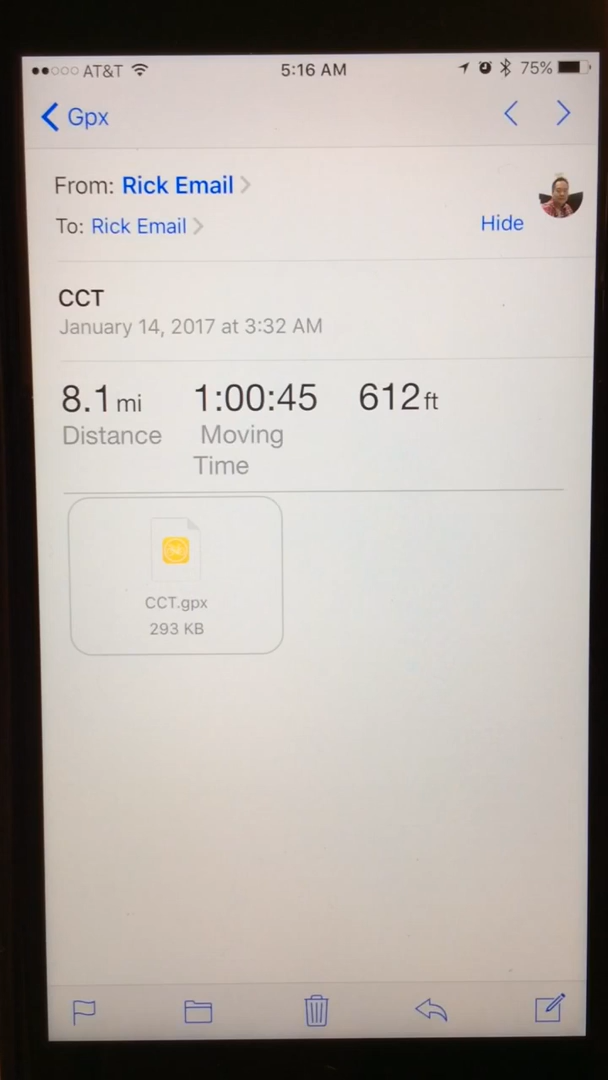 AT&T 5:16 AM 75%
Gpx
From: Rick Email
To: Rick Email Hide
CCT
January 14, 2017 at 3:32 AM
8.1 mi 1:00:45 612 ft
Distance Moving
Time
CCT.gpx
293 KB